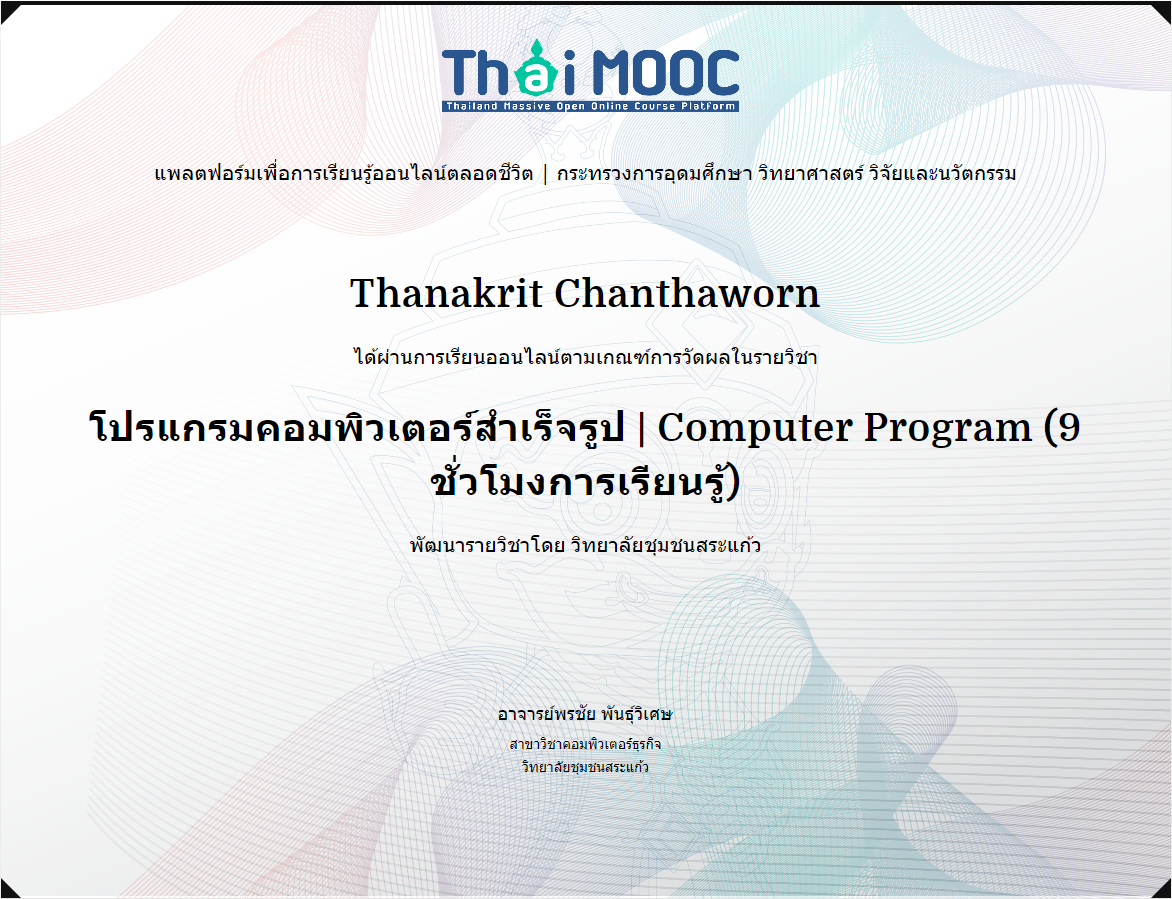 Thai MOOC
Thailand Massive Open Online Course Platform
แพลตฟอร์มเพื่อการเรียนรู้ออนไลน์ตลอดชีวิต | กระทรวงการอุดมศึกษา วิทยาศาสตร์ วิจัยและนวัตกรรม
Thanakrit Chanthaworn
ได้ผ่านการเรียนออนไลน์ตามเกณฑ์การวัดผลในรายวิชา
โปรแกรมคอมพิวเตอร์สำเร็จรูป | Computer Program (9
ชั่วโมงการเรียนรู้)
พัฒนารายวิชาโดย วิทยาลัยชุมชนสระแก้ว
อาจารย์พรชัย พันธุ์วิเศษ
สาขาวิชาคอมพิวเตอร์ธุรกิจ
วิทยาลัยชุมชนสระแก้ว